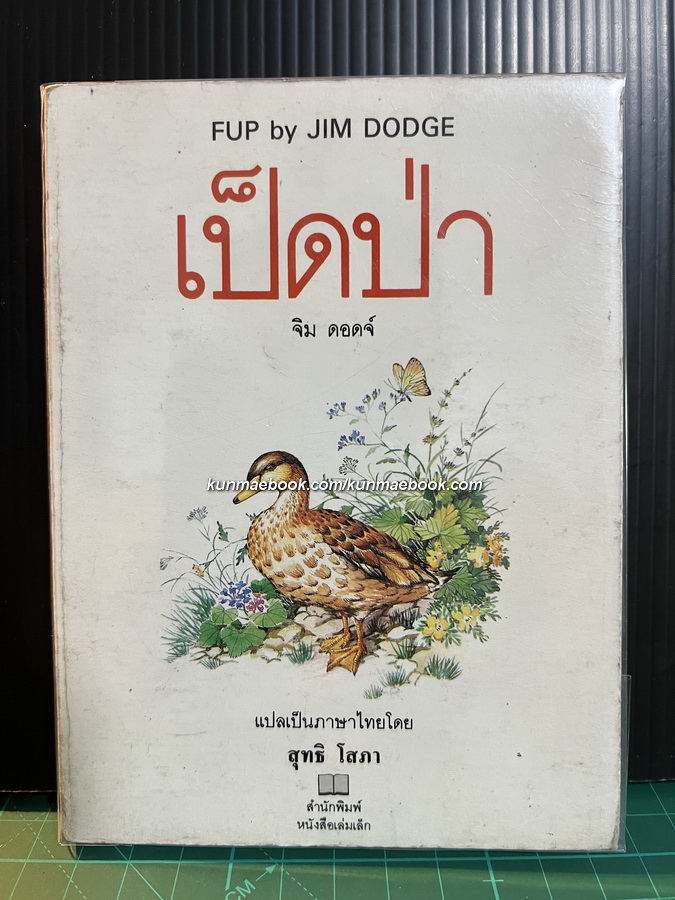 FUP by JIM DODGE
เป็ดป่า
จิม ดอดจ์
kunmaebook.com/kunmaebook.com
แปลเป็นภาษาไทยโดย
สุทธิ โสภา
สำนักพิมพ์
หนังสือเล่มเล็ก
CM